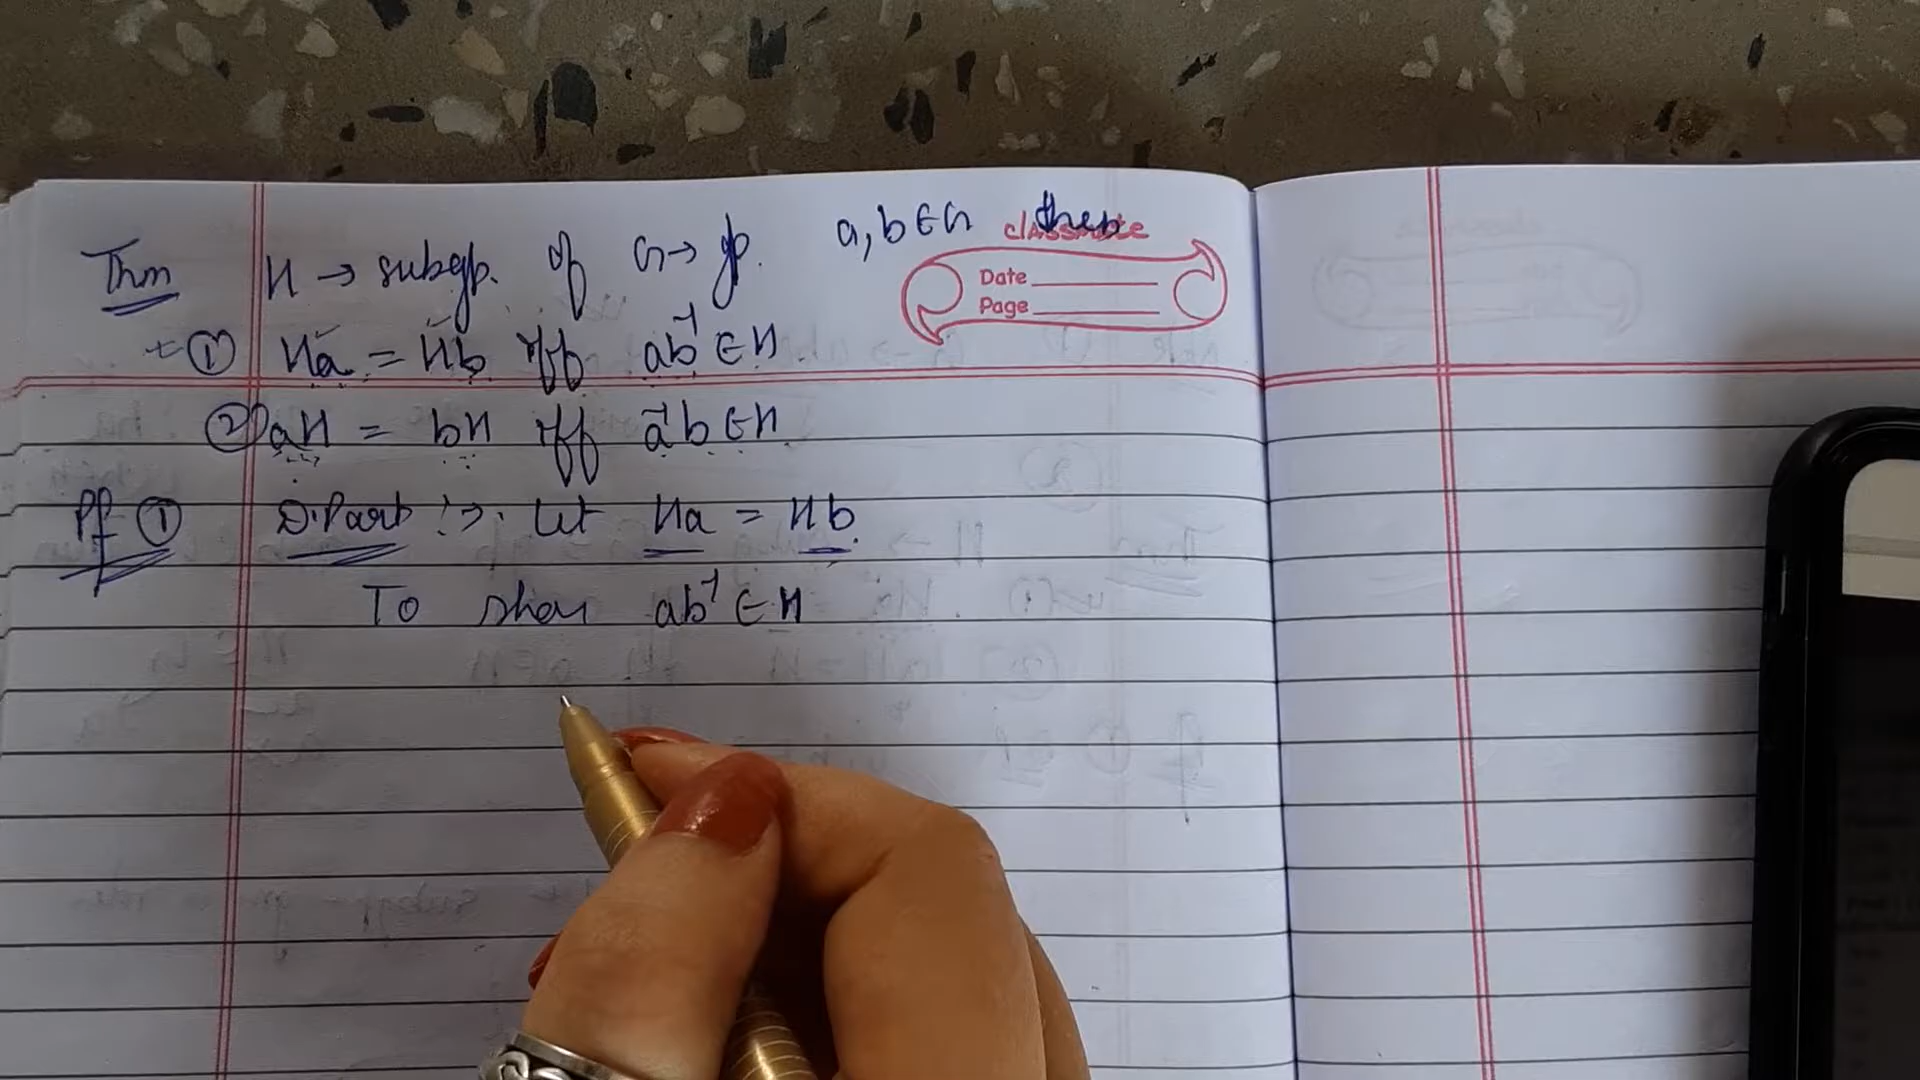 Thm H → subgp. of G → gp. a, b ∈ G then
classmate
Date
Page
① Ha = Hb iff ab⁻¹ ∈ H.
② aH = bH iff a⁻¹b ∈ H.
Pf ① D.Part :→. Let Ha = Hb.
To show ab⁻¹ ∈ H